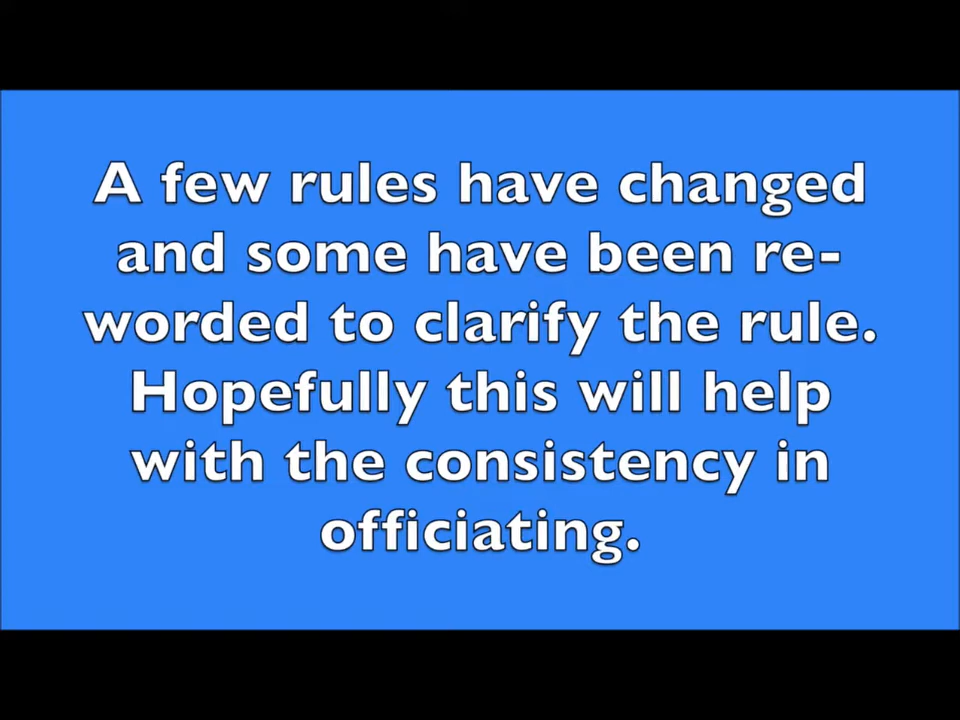 A few rules have changed
and some have been re-
worded to clarify the rule.
Hopefully this will help
with the consistency in
officiating.